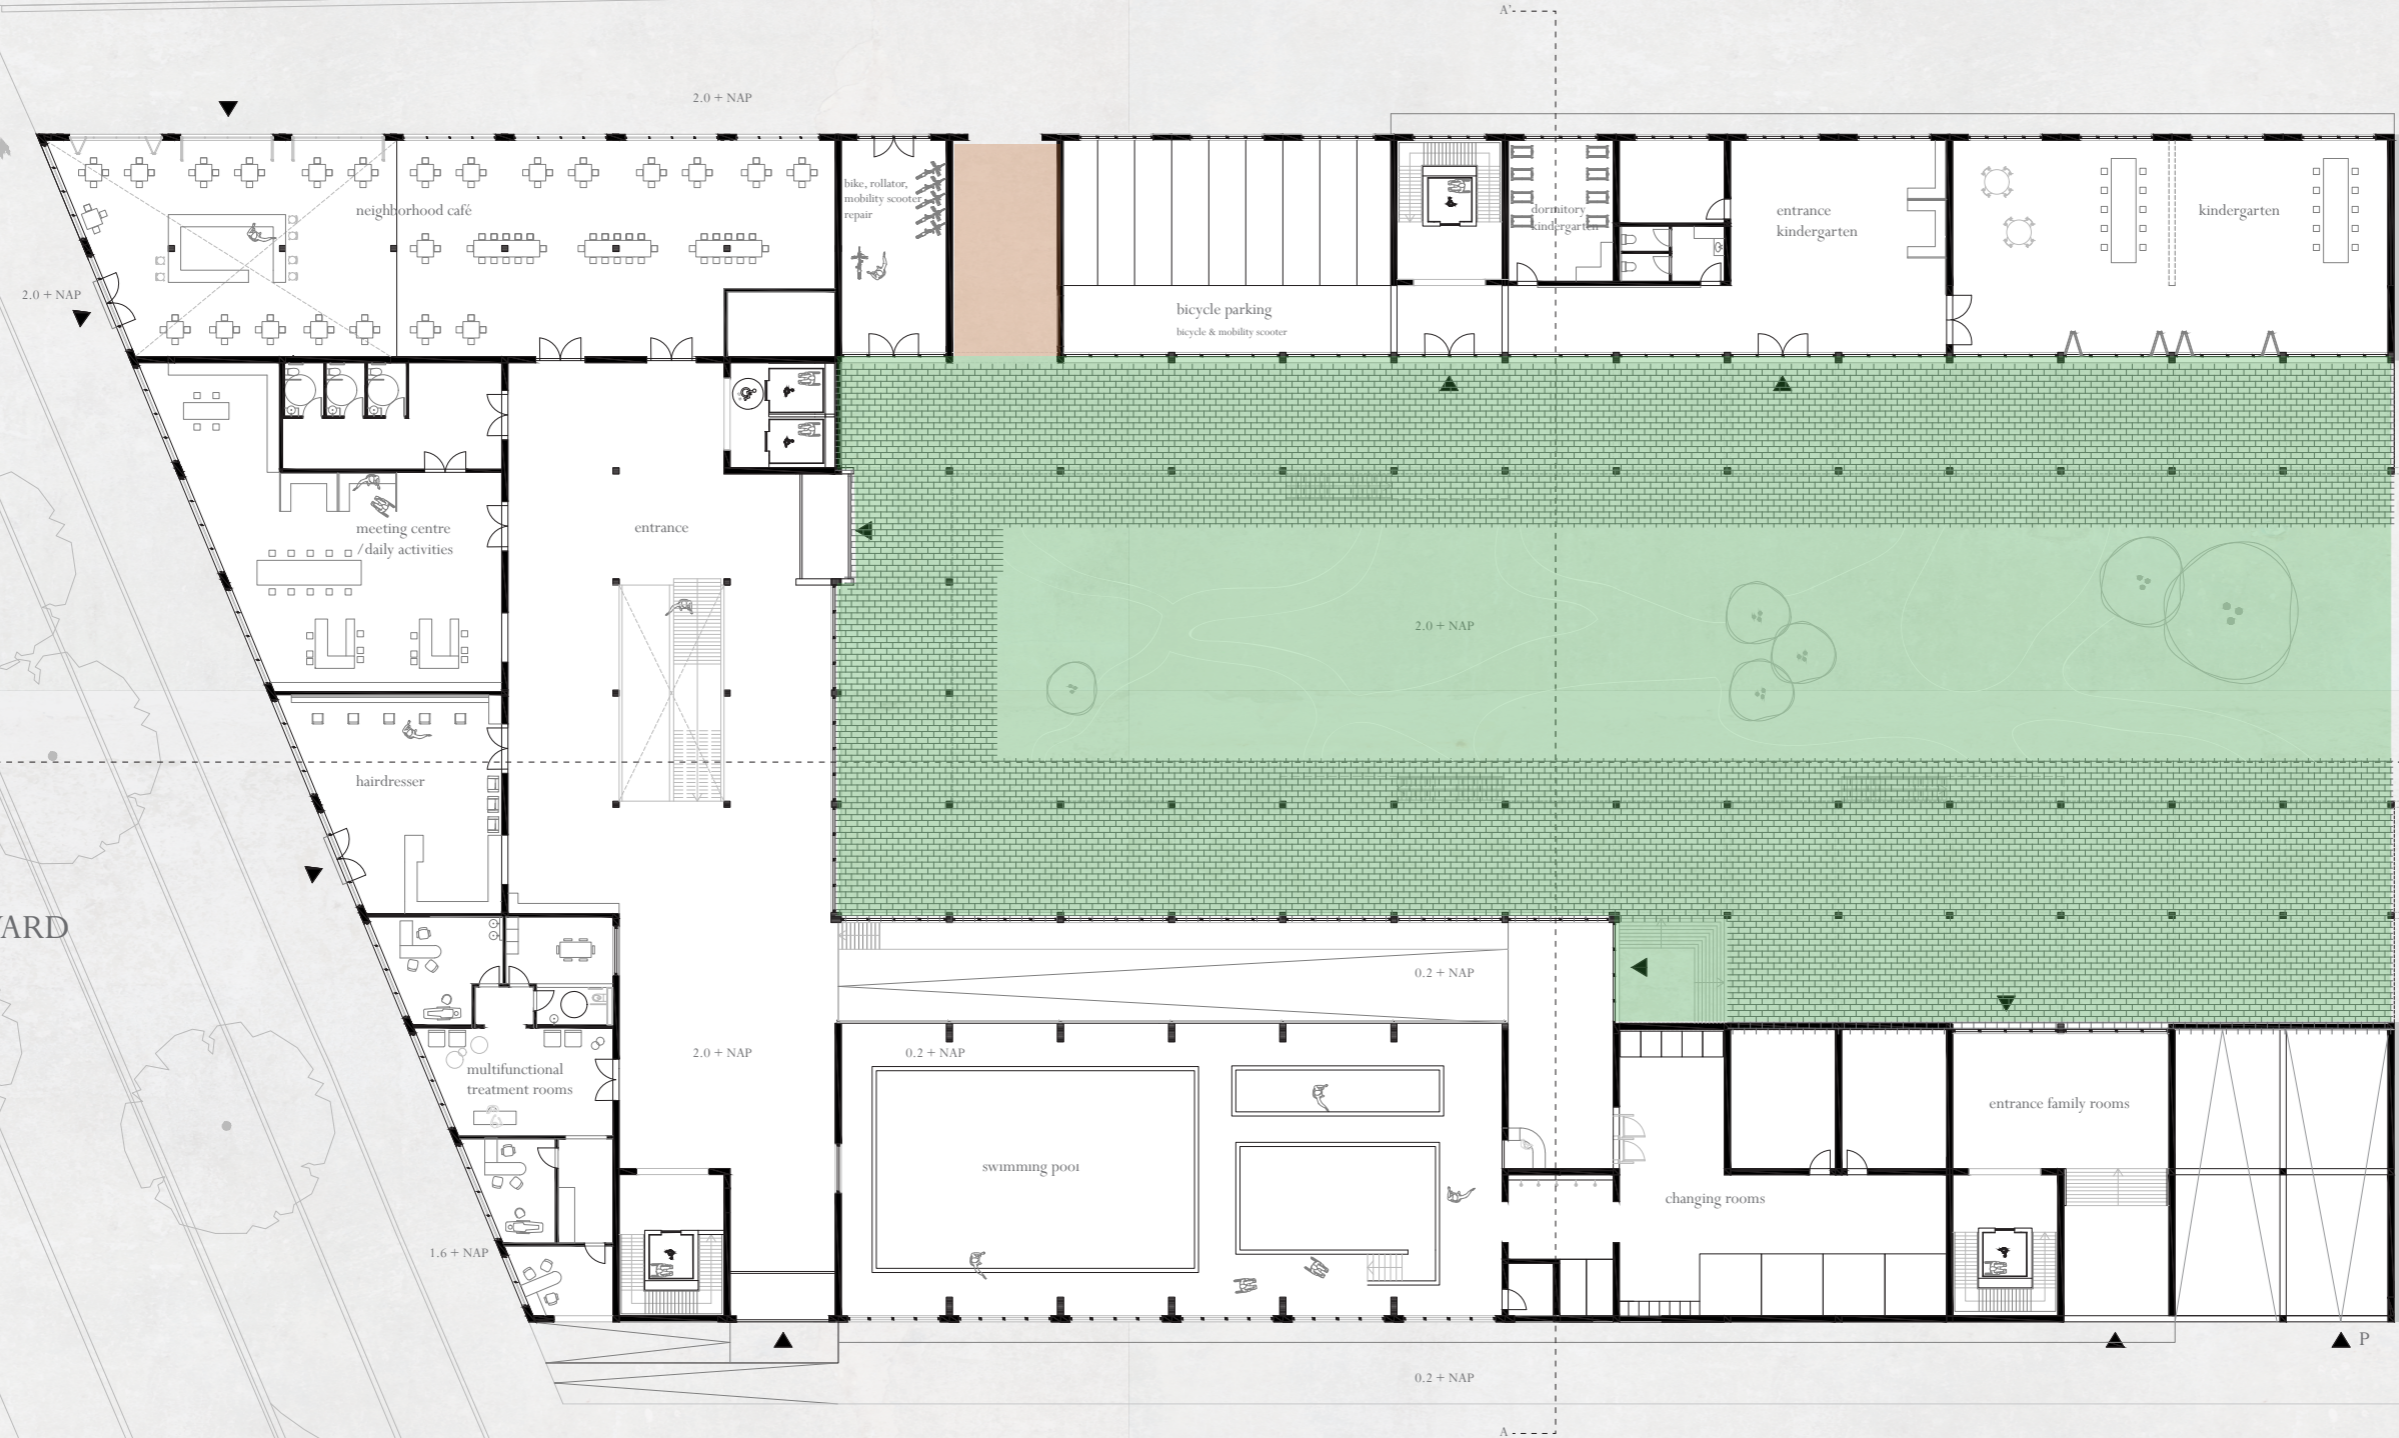 A'
2.0 + NAP
bike, rollator,
mobility scooter
repair
neighborhood café
dormitory
kindergarten
entrance
kindergarten
kindergarten
2.0 + NAP
bicycle parking
bicycle & mobility scooter
meeting centre
/daily activities
entrance
2.0 + NAP
hairdresser
ARD
0.2 + NAP
2.0 + NAP
0.2 + NAP
multifunctional
treatment rooms
entrance family rooms
swimming pool
changing rooms
1.6 + NAP
P
0.2 + NAP
A